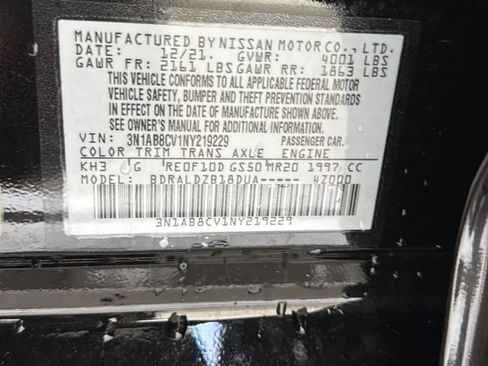 MANUFACTURED BY NISSAN MOTOR CO., LTD.
DATE: 12/21. GVWR: 4001 LBS
GAWR FR: 2161 LBS GAWR RR: 1863 LBS
THIS VEHICLE CONFORMS TO ALL APPLICABLE FEDERAL MOTOR
VEHICLE SAFETY, BUMPER AND THEFT PREVENTION STANDARDS
IN EFFECT ON THE DATE OF MANUFACTURE SHOWN ABOVE.
SEE OWNER'S MANUAL FOR ADDITIONAL INFORMATION
VIN: 3N1AB8CV1NY219229 PASSENGER CAR.
COLOR TRIM TRANS AXLE ENGINE
KH3 G RE0F10D GS50 MR20 1997 CC
MODEL: BDRALDZB18DUA----- 4Z000
3N1AB8CV1NY219229